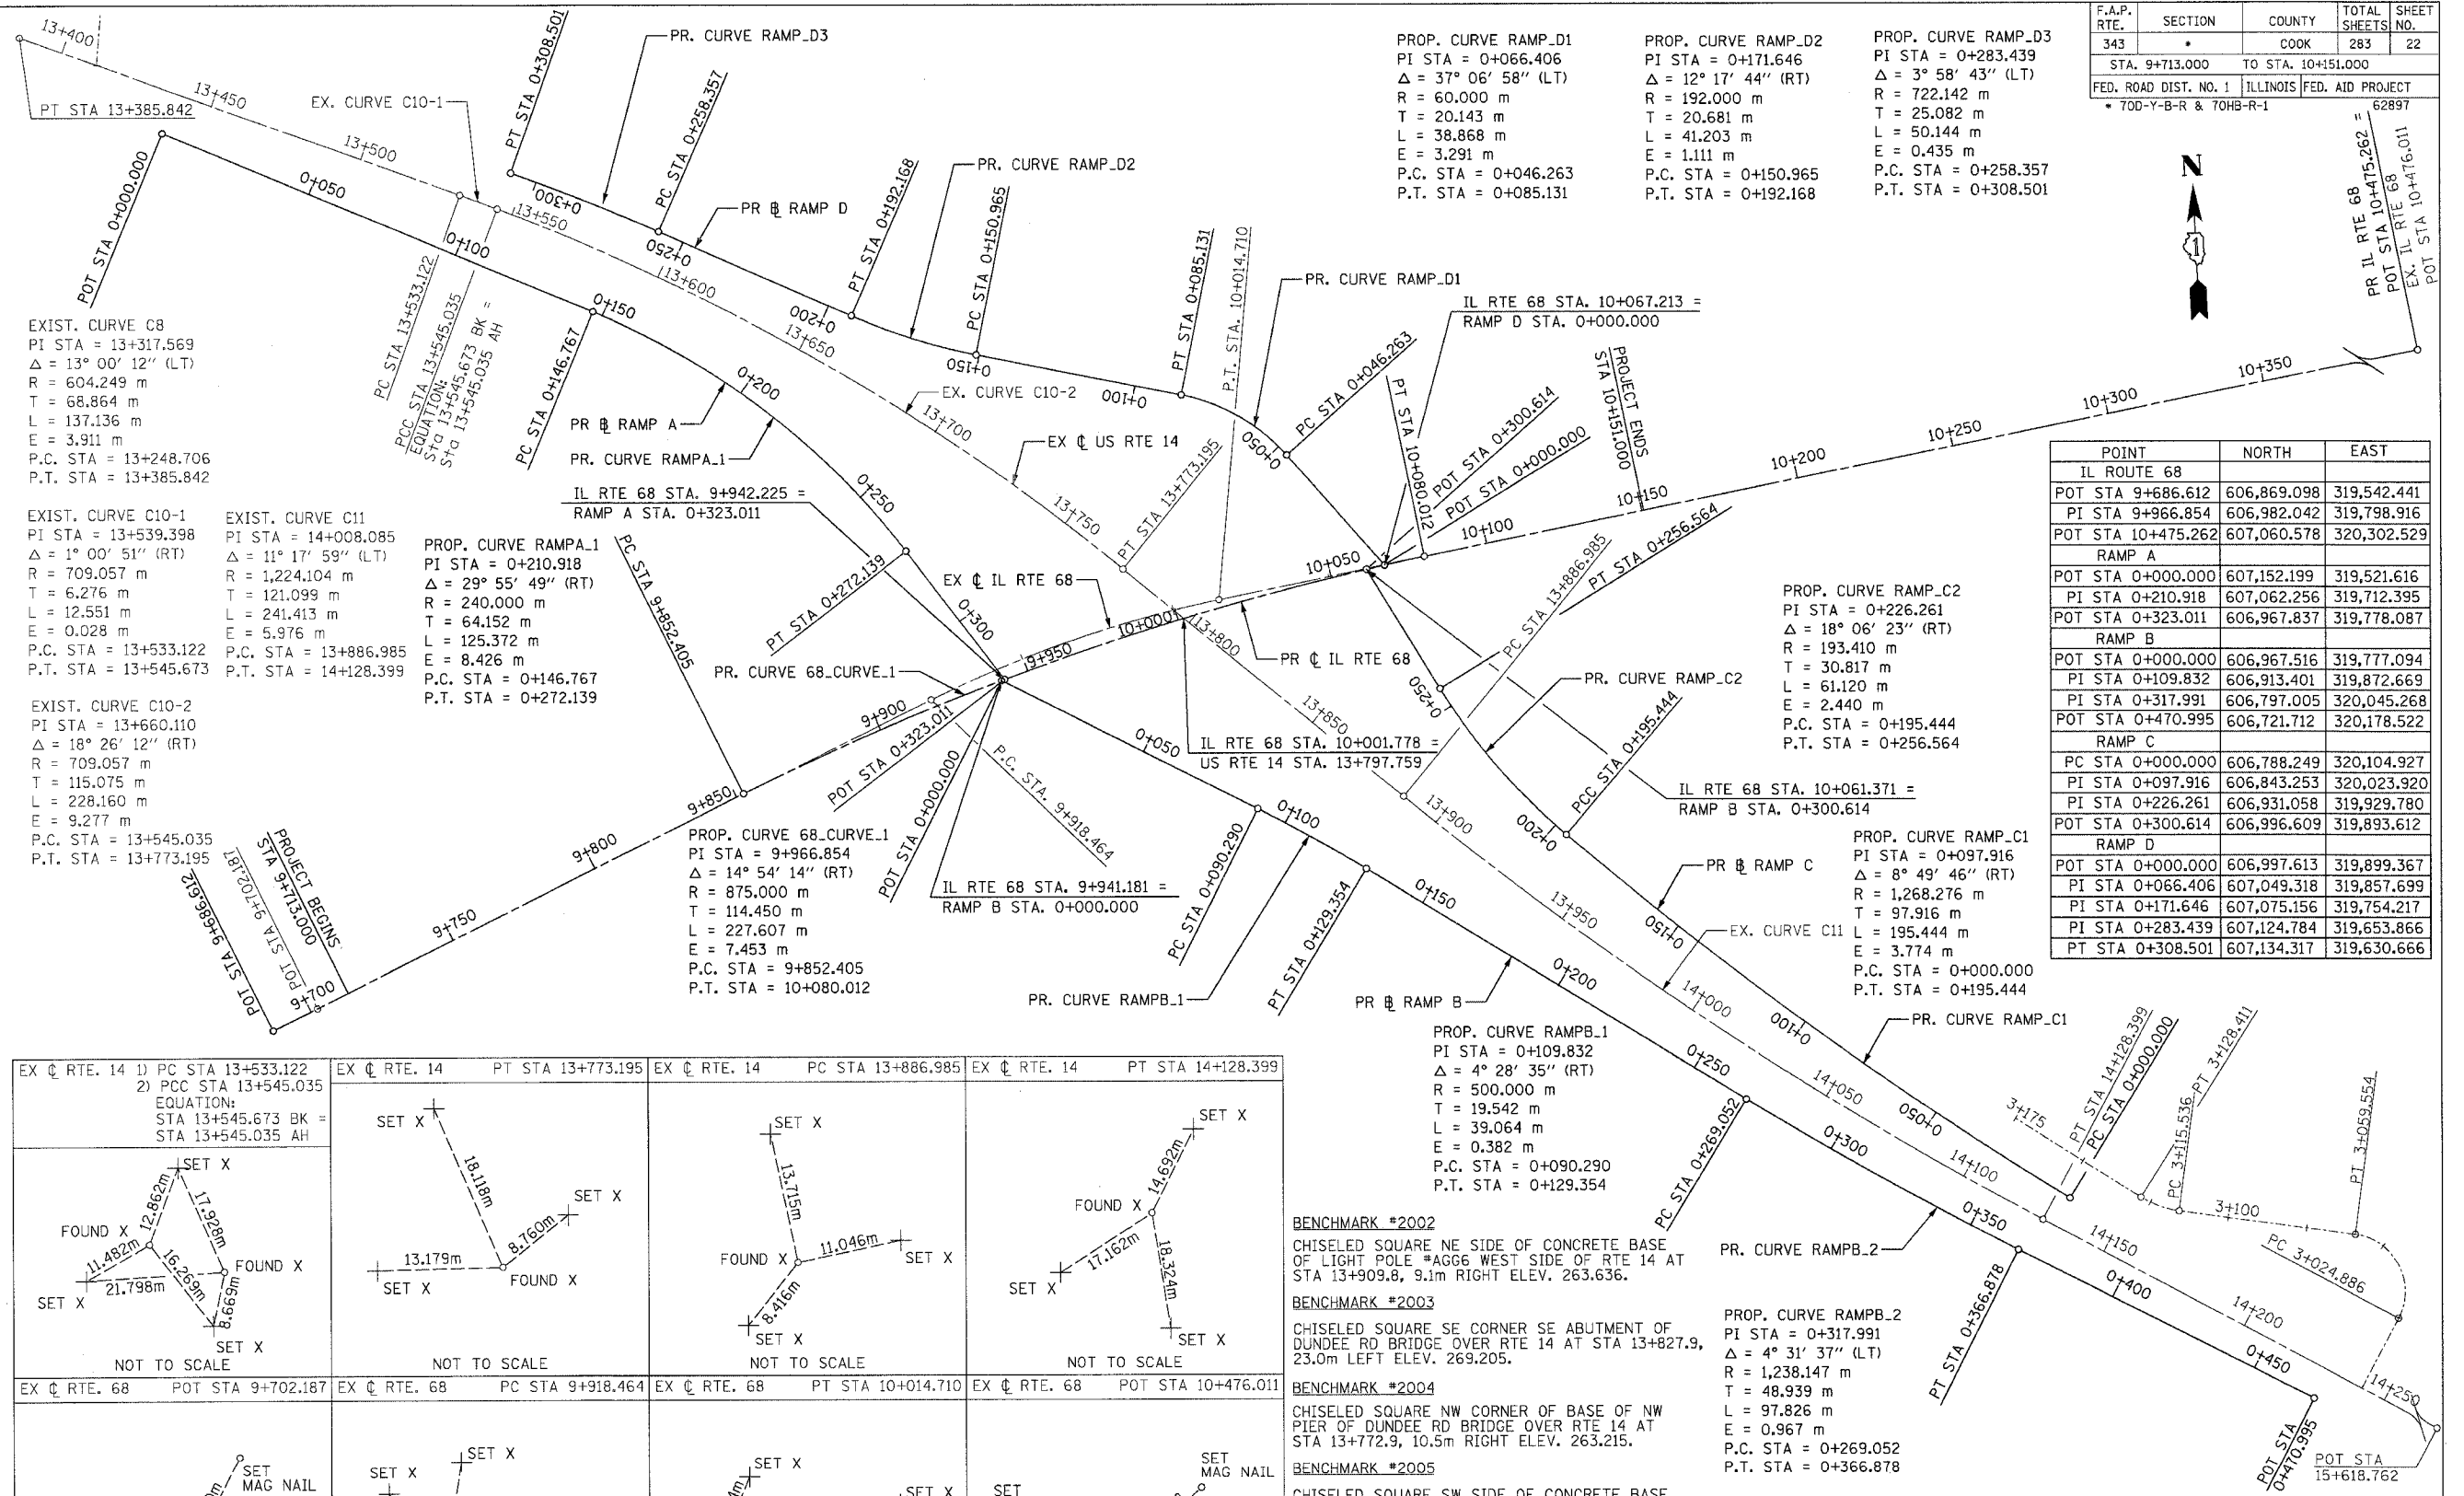 F.A.P. RTE. SECTION COUNTY TOTAL SHEETS SHEET NO.
343 * COOK 283 22
STA. 9+713.000 TO STA. 10+151.000
FED. ROAD DIST. NO. 1 ILLINOIS FED. AID PROJECT
* 70D-Y-B-R & 70HB-R-1 62897
PROP. CURVE RAMP_D1
PI STA = 0+066.406
Δ = 37° 06' 58'' (LT)
R = 60.000 m
T = 20.143 m
L = 38.868 m
E = 3.291 m
P.C. STA = 0+046.263
P.T. STA = 0+085.131
PROP. CURVE RAMP_D2
PI STA = 0+171.646
Δ = 12° 17' 44'' (RT)
R = 192.000 m
T = 20.681 m
L = 41.203 m
E = 1.111 m
P.C. STA = 0+150.965
P.T. STA = 0+192.168
PROP. CURVE RAMP_D3
PI STA = 0+283.439
Δ = 3° 58' 43'' (LT)
R = 722.142 m
T = 25.082 m
L = 50.144 m
E = 0.435 m
P.C. STA = 0+258.357
P.T. STA = 0+308.501
N
1
PR IL RTE 68
POT STA 10+475.262 =
EX. IL RTE 68
POT STA 10+476.011
13+400
PT STA 13+385.842
13+450
13+500
13+550
13+600
13+650
13+700
13+750
13+800
13+850
13+900
13+950
14+000
14+050
14+100
14+150
14+200
14+250
EX. CURVE C10-1
PT STA 0+308.501
PR. CURVE RAMP_D3
PC STA 0+258.357
PR ⅊ RAMP D
PT STA 0+192.168
PR. CURVE RAMP_D2
PC STA 0+150.965
PT STA 0+085.131
P.T. STA. 10+014.710
PR. CURVE RAMP_D1
IL RTE 68 STA. 10+067.213 =
RAMP D STA. 0+000.000
PC STA 0+046.263
0+300
0+250
0+200
0+150
0+100
0+050
POT STA 0+000.000
0+050
0+100
0+150
0+200
0+250
0+300
PC STA 13+533.122
PCC STA 13+545.035
EQUATION:
Sta 13+545.673 BK =
Sta 13+545.035 AH
PC STA 0+146.767
PR ⅊ RAMP A
PR. CURVE RAMPA_1
EX. CURVE C10-2
EX ℄ US RTE 14
PT STA 13+773.195
PT STA 10+080.012
POT STA 0+300.614
POT STA 0+000.000
PROJECT ENDS
STA 10+151.000
10+000
10+050
10+100
10+150
10+200
10+250
10+300
10+350
EXIST. CURVE C8
PI STA = 13+317.569
Δ = 13° 00' 12'' (LT)
R = 604.249 m
T = 68.864 m
L = 137.136 m
E = 3.911 m
P.C. STA = 13+248.706
P.T. STA = 13+385.842
EXIST. CURVE C10-1
PI STA = 13+539.398
Δ = 1° 00' 51'' (RT)
R = 709.057 m
T = 6.276 m
L = 12.551 m
E = 0.028 m
P.C. STA = 13+533.122
P.T. STA = 13+545.673
EXIST. CURVE C11
PI STA = 14+008.085
Δ = 11° 17' 59'' (LT)
R = 1,224.104 m
T = 121.099 m
L = 241.413 m
E = 5.976 m
P.C. STA = 13+886.985
P.T. STA = 14+128.399
PROP. CURVE RAMPA_1
PI STA = 0+210.918
Δ = 29° 55' 49'' (RT)
R = 240.000 m
T = 64.152 m
L = 125.372 m
E = 8.426 m
P.C. STA = 0+146.767
P.T. STA = 0+272.139
EXIST. CURVE C10-2
PI STA = 13+660.110
Δ = 18° 26' 12'' (RT)
R = 709.057 m
T = 115.075 m
L = 228.160 m
E = 9.277 m
P.C. STA = 13+545.035
P.T. STA = 13+773.195
IL RTE 68 STA. 9+942.225 =
RAMP A STA. 0+323.011
PC STA 9+852.405
PT STA 0+272.139
EX ℄ IL RTE 68
PR. CURVE 68_CURVE_1
PR ℄ IL RTE 68
9+700
9+750
9+800
9+850
9+900
9+950
POT STA 0+323.011
POT STA 0+000.000
P.C. STA. 9+918.464
IL RTE 68 STA. 9+941.181 =
RAMP B STA. 0+000.000
IL RTE 68 STA. 10+001.778 =
US RTE 14 STA. 13+797.759
PROJECT BEGINS
STA 9+713.000
POT STA 9+702.187
POT STA 9+686.612
PROP. CURVE 68_CURVE_1
PI STA = 9+966.854
Δ = 14° 54' 14'' (RT)
R = 875.000 m
T = 114.450 m
L = 227.607 m
E = 7.453 m
P.C. STA = 9+852.405
P.T. STA = 10+080.012
PT STA 0+256.564
PC STA 13+886.985
PR. CURVE RAMP_C2
PCC STA 0+195.444
IL RTE 68 STA. 10+061.371 =
RAMP B STA. 0+300.614
PROP. CURVE RAMP_C2
PI STA = 0+226.261
Δ = 18° 06' 23'' (RT)
R = 193.410 m
T = 30.817 m
L = 61.120 m
E = 2.440 m
P.C. STA = 0+195.444
P.T. STA = 0+256.564
PROP. CURVE RAMP_C1
PI STA = 0+097.916
Δ = 8° 49' 46'' (RT)
R = 1,268.276 m
T = 97.916 m
L = 195.444 m
E = 3.774 m
P.C. STA = 0+000.000
P.T. STA = 0+195.444
PR ⅊ RAMP C
EX. CURVE C11
PR. CURVE RAMP_C1
0+250
0+200
0+150
0+100
0+050
POINT NORTH EAST
IL ROUTE 68
POT STA 9+686.612 606,869.098 319,542.441
PI STA 9+966.854 606,982.042 319,798.916
POT STA 10+475.262 607,060.578 320,302.529
RAMP A
POT STA 0+000.000 607,152.199 319,521.616
PI STA 0+210.918 607,062.256 319,712.395
POT STA 0+323.011 606,967.837 319,778.087
RAMP B
POT STA 0+000.000 606,967.516 319,777.094
PI STA 0+109.832 606,913.401 319,872.669
PI STA 0+317.991 606,797.005 320,045.268
POT STA 0+470.995 606,721.712 320,178.522
RAMP C
PC STA 0+000.000 606,788.249 320,104.927
PI STA 0+097.916 606,843.253 320,023.920
PI STA 0+226.261 606,931.058 319,929.780
POT STA 0+300.614 606,996.609 319,893.612
RAMP D
POT STA 0+000.000 606,997.613 319,899.367
PI STA 0+066.406 607,049.318 319,857.699
PI STA 0+171.646 607,075.156 319,754.217
PI STA 0+283.439 607,124.784 319,653.866
PT STA 0+308.501 607,134.317 319,630.666
0+050
0+100
0+150
0+200
0+250
0+300
0+350
0+400
0+450
PC STA 0+090.290
PT STA 0+129.354
PR. CURVE RAMPB_1
PR ⅊ RAMP B
PROP. CURVE RAMPB_1
PI STA = 0+109.832
Δ = 4° 28' 35'' (RT)
R = 500.000 m
T = 19.542 m
L = 39.064 m
E = 0.382 m
P.C. STA = 0+090.290
P.T. STA = 0+129.354
PC STA 0+269.052
PR. CURVE RAMPB_2
PT STA 0+366.878
PT STA 14+128.399
PC STA 0+000.000
3+175
PC 3+115.536
PT 3+128.411
3+100
PT 3+059.554
PC 3+024.886
POT STA 0+470.995
POT STA
15+618.762
PROP. CURVE RAMPB_2
PI STA = 0+317.991
Δ = 4° 31' 37'' (LT)
R = 1,238.147 m
T = 48.939 m
L = 97.826 m
E = 0.967 m
P.C. STA = 0+269.052
P.T. STA = 0+366.878
BENCHMARK #2002
CHISELED SQUARE NE SIDE OF CONCRETE BASE
OF LIGHT POLE #AGG6 WEST SIDE OF RTE 14 AT
STA 13+909.8, 9.1m RIGHT ELEV. 263.636.
BENCHMARK #2003
CHISELED SQUARE SE CORNER SE ABUTMENT OF
DUNDEE RD BRIDGE OVER RTE 14 AT STA 13+827.9,
23.0m LEFT ELEV. 269.205.
BENCHMARK #2004
CHISELED SQUARE NW CORNER OF BASE OF NW
PIER OF DUNDEE RD BRIDGE OVER RTE 14 AT
STA 13+772.9, 10.5m RIGHT ELEV. 263.215.
BENCHMARK #2005
CHISELED SQUARE SW SIDE OF CONCRETE BASE
EX ℄ RTE. 14 1) PC STA 13+533.122
2) PCC STA 13+545.035
EQUATION:
STA 13+545.673 BK =
STA 13+545.035 AH
SET X
12.862m
17.928m
FOUND X
11.482m
16.269m
FOUND X
21.798m
8.669m
SET X
SET X
NOT TO SCALE
EX ℄ RTE. 14 PT STA 13+773.195
SET X
18.118m
SET X
8.760m
13.179m
SET X
FOUND X
NOT TO SCALE
EX ℄ RTE. 14 PC STA 13+886.985
SET X
13.715m
FOUND X
11.046m
SET X
8.416m
SET X
NOT TO SCALE
EX ℄ RTE. 14 PT STA 14+128.399
SET X
14.692m
FOUND X
17.162m
18.324m
SET X
SET X
NOT TO SCALE
EX ℄ RTE. 68 POT STA 9+702.187
SET
MAG NAIL
EX ℄ RTE. 68 PC STA 9+918.464
SET X
SET X
EX ℄ RTE. 68 PT STA 10+014.710
SET X
SET X
EX ℄ RTE. 68 POT STA 10+476.011
SET
MAG NAIL
SET